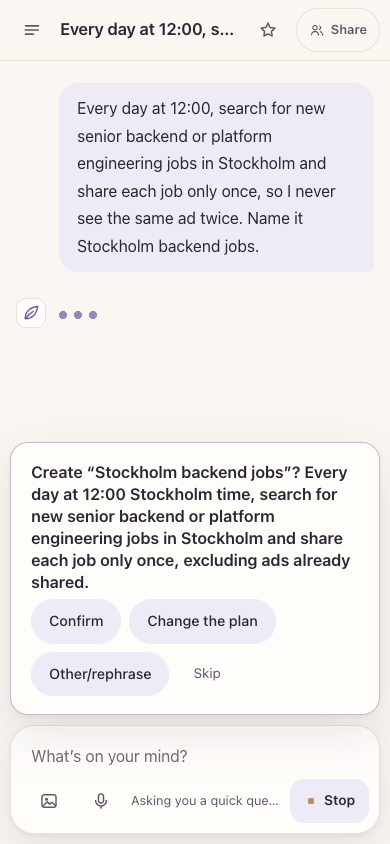 Every day at 12:00, s...
Share
Every day at 12:00, search for new
senior backend or platform
engineering jobs in Stockholm and
share each job only once, so I never
see the same ad twice. Name it
Stockholm backend jobs.
Create “Stockholm backend jobs”? Every
day at 12:00 Stockholm time, search for
new senior backend or platform
engineering jobs in Stockholm and share
each job only once, excluding ads already
shared.
Confirm
Change the plan
Other/rephrase
Skip
What’s on your mind?
Asking you a quick que...
Stop